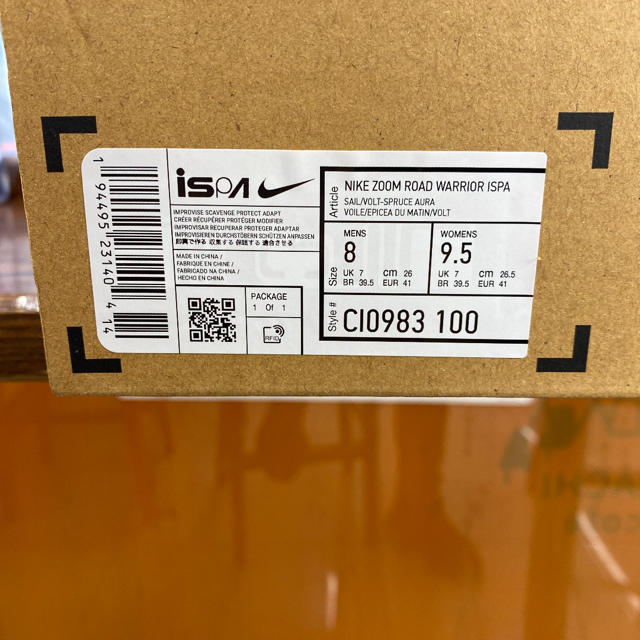 1 94495 23140 4 14
ISPA
IMPROVISE SCAVENGE PROTECT ADAPT
CRÉER RÉCUPÉRER PROTÉGER MODIFIER
IMPROVISAR RECUPERAR PROTEGER ADAPTAR
IMPROVISIEREN DURCHSTÖBERN SCHÜTZEN ANPASSEN
即興で作る 収集する 保護する 適合させる
MADE IN CHINA /
FABRIQUÉ EN CHINE /
FABRICADO NA CHINA /
HECHO EN CHINA
PACKAGE
1 Of 1
RFID
Article
NIKE ZOOM ROAD WARRIOR ISPA
SAIL/VOLT-SPRUCE AURA
VOILE/EPICEA DU MATIN/VOLT
Size
MENS
8
UK 7 cm 26
BR 39.5 EUR 41
WOMENS
9.5
UK 7 cm 26.5
BR 39.5 EUR 41
Style #
CI0983 100